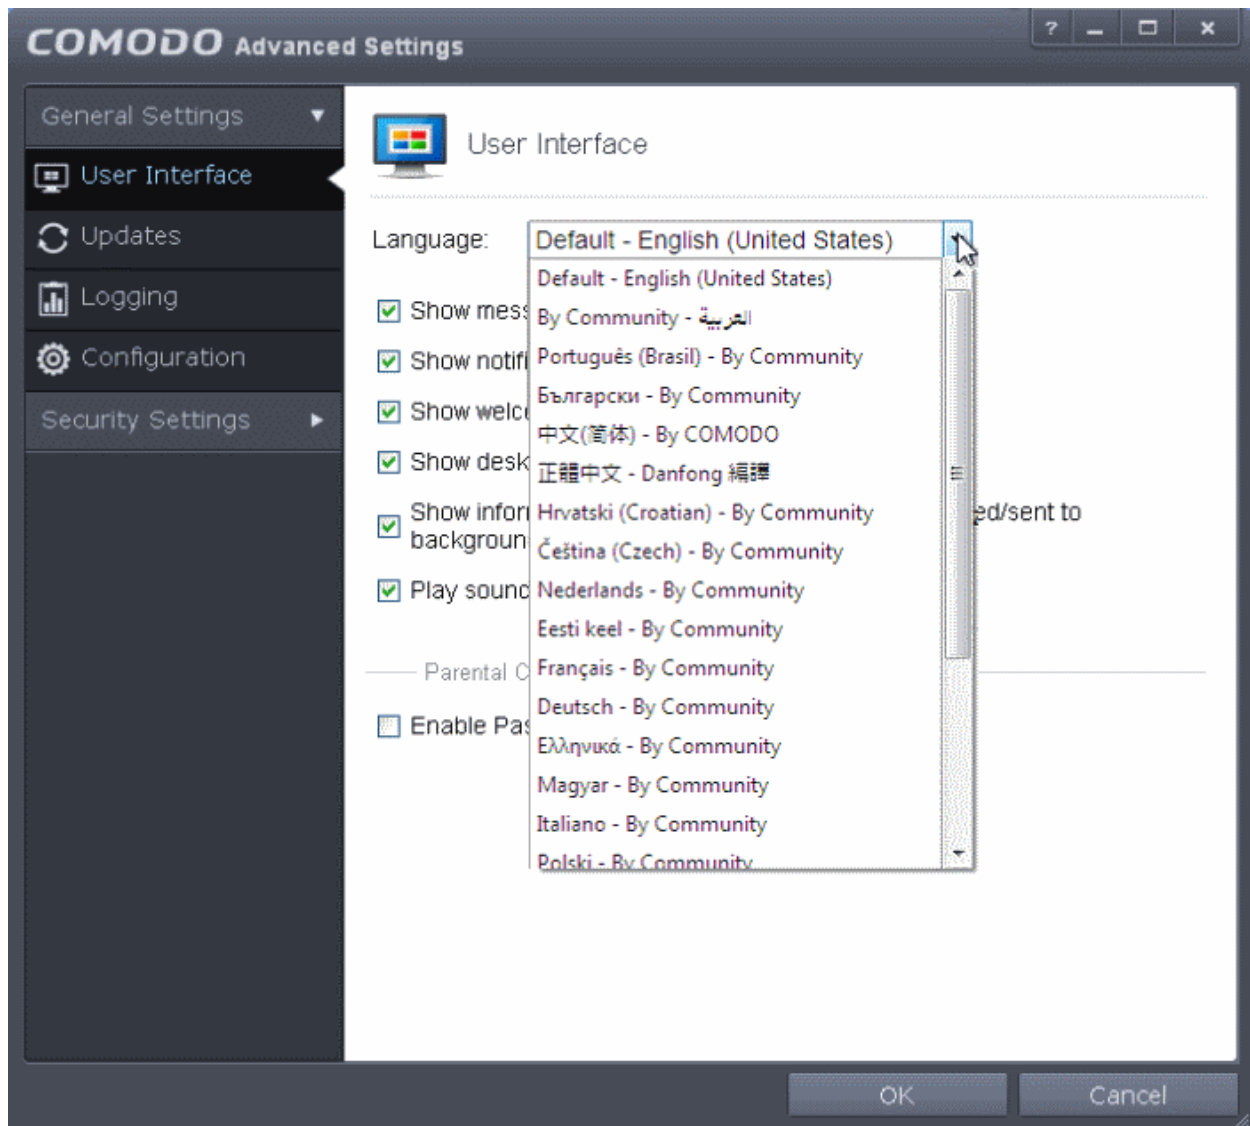 COMODO Advanced Settings
?
General Settings
User Interface
Updates
Logging
Configuration
Security Settings
User Interface
Language: Default - English (United States)
Default - English (United States)
By Community - العربية
Português (Brasil) - By Community
Български - By Community
中文(简体) - By COMODO
正體中文 - Danfong 編譯
Hrvatski (Croatian) - By Community
Čeština (Czech) - By Community
Nederlands - By Community
Eesti keel - By Community
Français - By Community
Deutsch - By Community
Ελληνικά - By Community
Magyar - By Community
Italiano - By Community
Polski - By Community
Show mess
Show notifi
Show welc
Show desk
Show infor ed/sent to
backgroun
Play sound
Parental C
Enable Pas
OK Cancel